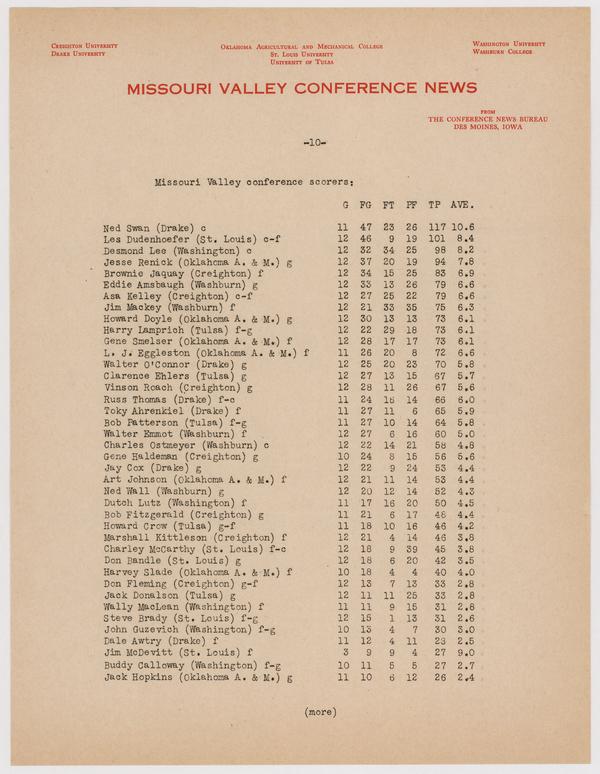 Creighton University
Drake University
Oklahoma Agricultural and Mechanical College
St. Louis University
University of Tulsa
Washington University
Washburn College
MISSOURI VALLEY CONFERENCE NEWS
FROM
THE CONFERENCE NEWS BUREAU
DES MOINES, IOWA
-10-
Missouri Valley conference scorers:
G FG FT PF TP AVE.
Ned Swan (Drake) c 11 47 23 26 117 10.6
Les Dudenhoefer (St. Louis) c-f 12 46 9 19 101 8.4
Desmond Lee (Washington) c 12 32 34 25 98 8.2
Jesse Renick (Oklahoma A. & M.) g 12 37 20 19 94 7.8
Brownie Jaquay (Creighton) f 12 34 15 25 83 6.9
Eddie Amsbaugh (Washburn) g 12 33 13 26 79 6.6
Asa Kelley (Creighton) c-f 12 27 25 22 79 6.6
Jim Mackey (Washburn) f 12 21 33 35 75 6.3
Howard Doyle (Oklahoma A. & M.) g 12 30 13 13 73 6.1
Harry Lamprich (Tulsa) f-g 12 22 29 18 73 6.1
Gene Smelser (Oklahoma A. & M.) f 12 28 17 17 73 6.1
L. J. Eggleston (Oklahoma A. & M.) f 11 26 20 8 72 6.6
Walter O'Connor (Drake) g 12 25 20 23 70 5.8
Clarence Ehlers (Tulsa) g 12 27 13 15 67 5.7
Vinson Roach (Creighton) g 12 28 11 26 67 5.6
Russ Thomas (Drake) f-c 11 24 18 14 66 6.0
Toky Ahrenkiel (Drake) f 11 27 11 6 65 5.9
Bob Patterson (Tulsa) f-g 11 27 10 14 64 5.8
Walter Emmot (Washburn) f 12 27 6 16 60 5.0
Charles Ostmeyer (Washburn) c 12 22 14 21 58 4.8
Gene Haldeman (Creighton) g 10 24 8 15 56 5.6
Jay Cox (Drake) g 12 22 9 24 53 4.4
Art Johnson (Oklahoma A. & M.) f 12 21 11 14 53 4.4
Ned Wall (Washburn) g 12 20 12 14 52 4.3
Dutch Lutz (Washington) f 11 17 16 20 50 4.5
Bob Fitzgerald (Creighton) g 11 21 6 17 48 4.4
Howard Crow (Tulsa) g-f 11 18 10 16 46 4.2
Marshall Kittleson (Creighton) f 12 21 4 14 46 3.8
Charley McCarthy (St. Louis) f-c 12 18 9 39 45 3.8
Don Bandle (St. Louis) g 12 18 6 20 42 3.5
Harvey Slade (Oklahoma A. & M.) f 10 18 4 4 40 4.0
Don Fleming (Creighton) g-f 12 13 7 13 33 2.8
Jack Donalson (Tulsa) g 12 11 11 25 33 2.8
Wally MacLean (Washington) f 11 11 9 15 31 2.8
Steve Brady (St. Louis) f-g 12 15 1 13 31 2.6
John Guzevich (Washington) f-g 10 13 4 7 30 3.0
Dale Awtry (Drake) f 11 12 4 11 28 2.5
Jim McDevitt (St. Louis) f 3 9 9 4 27 9.0
Buddy Calloway (Washington) f-g 10 11 5 5 27 2.7
Jack Hopkins (Oklahoma A. & M.) g 11 10 6 12 26 2.4
(more)